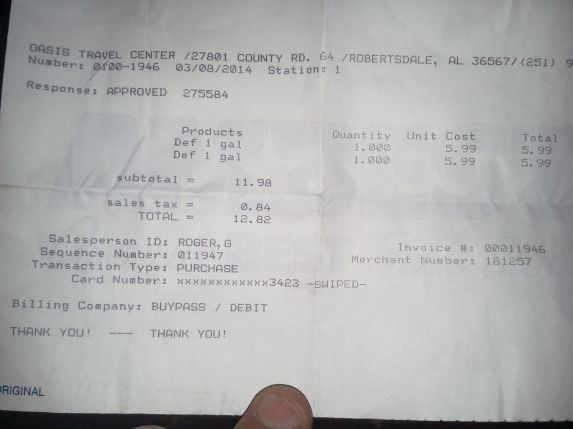 OASIS TRAVEL CENTER /27801 COUNTY RD. 64 /ROBERTSDALE, AL 36567/(251) 9
Number: 0f00-1946 03/08/2014 Station: 1
Response: APPROVED 275584
Products Quantity Unit Cost Total
Def 1 gal 1.000 5.99 5.99
Def 1 gal 1.000 5.99 5.99
subtotal = 11.98
sales tax = 0.84
TOTAL = 12.82
Salesperson ID: ROGER,G Invoice #: 00011946
Sequence Number: 011947 Merchant Number: 181257
Transaction Type: PURCHASE
Card Number: xxxxxxxxxxxx3423 -SWIPED-
Billing Company: BUYPASS / DEBIT
THANK YOU! --- THANK YOU!
ORIGINAL